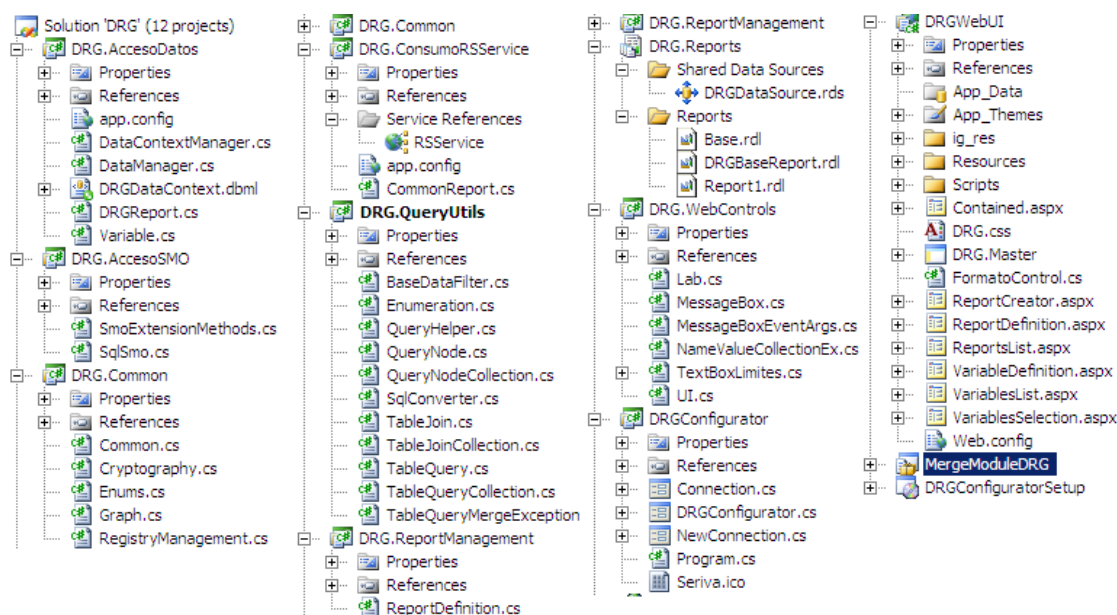 Solution 'DRG' (12 projects)
DRG.AccesoDatos
Properties
References
app.config
DataContextManager.cs
DataManager.cs
DRGDataContext.dbml
DRGReport.cs
Variable.cs
DRG.AccesoSMO
Properties
References
SmoExtensionMethods.cs
SqlSmo.cs
DRG.Common
Properties
References
Common.cs
Cryptography.cs
Enums.cs
Graph.cs
RegistryManagement.cs
DRG.Common
DRG.ConsumoRSService
Properties
References
Service References
RSService
app.config
CommonReport.cs
DRG.QueryUtils
Properties
References
BaseDataFilter.cs
Enumeration.cs
QueryHelper.cs
QueryNode.cs
QueryNodeCollection.cs
SqlConverter.cs
TableJoin.cs
TableJoinCollection.cs
TableQuery.cs
TableQueryCollection.cs
TableQueryMergeException
DRG.ReportManagement
Properties
References
ReportDefinition.cs
DRG.ReportManagement
DRG.Reports
Shared Data Sources
DRGDataSource.rds
Reports
Base.rdl
DRGBaseReport.rdl
Report1.rdl
DRG.WebControls
Properties
References
Lab.cs
MessageBox.cs
MessageBoxEventArgs.cs
NameValueCollectionEx.cs
TextBoxLimites.cs
UI.cs
DRGConfigurator
Properties
References
Connection.cs
DRGConfigurator.cs
NewConnection.cs
Program.cs
Seriva.ico
DRGWebUI
Properties
References
App_Data
App_Themes
ig_res
Resources
Scripts
Contained.aspx
DRG.css
DRG.Master
FormatoControl.cs
ReportCreator.aspx
ReportDefinition.aspx
ReportsList.aspx
VariableDefinition.aspx
VariablesList.aspx
VariablesSelection.aspx
Web.config
MergeModuleDRG
DRGConfiguratorSetup